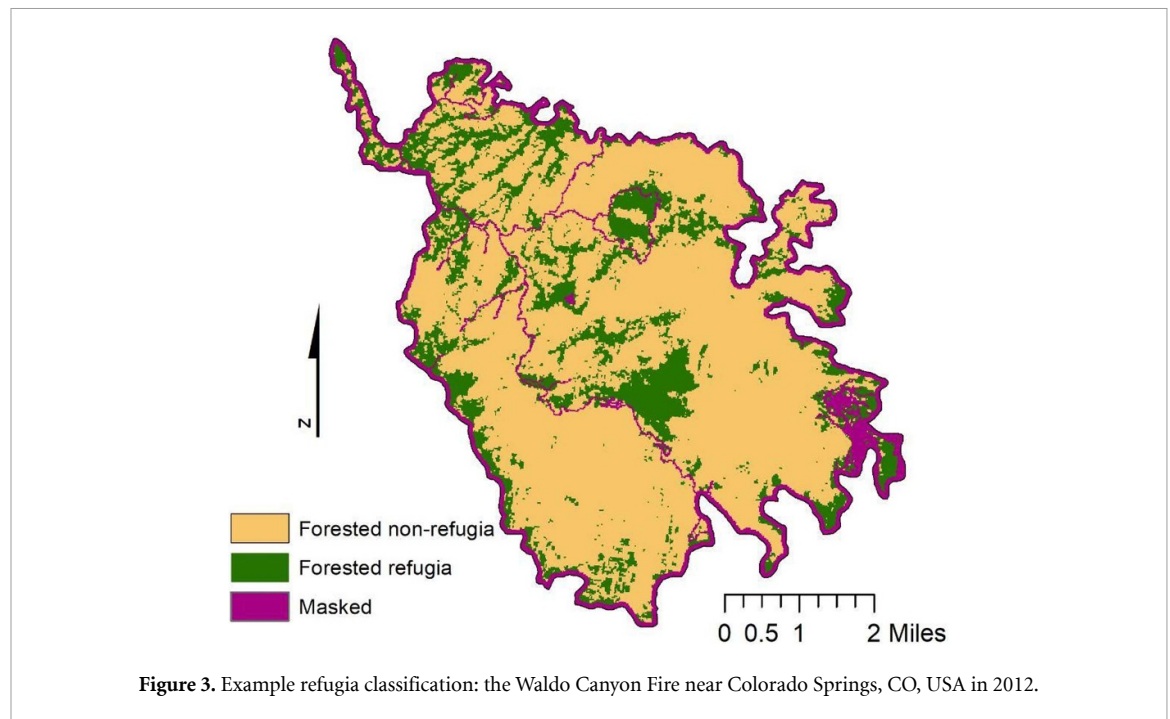 N
Forested non-refugia
Forested refugia
Masked
0 0.5 1 2 Miles
Figure 3. Example refugia classification: the Waldo Canyon Fire near Colorado Springs, CO, USA in 2012.